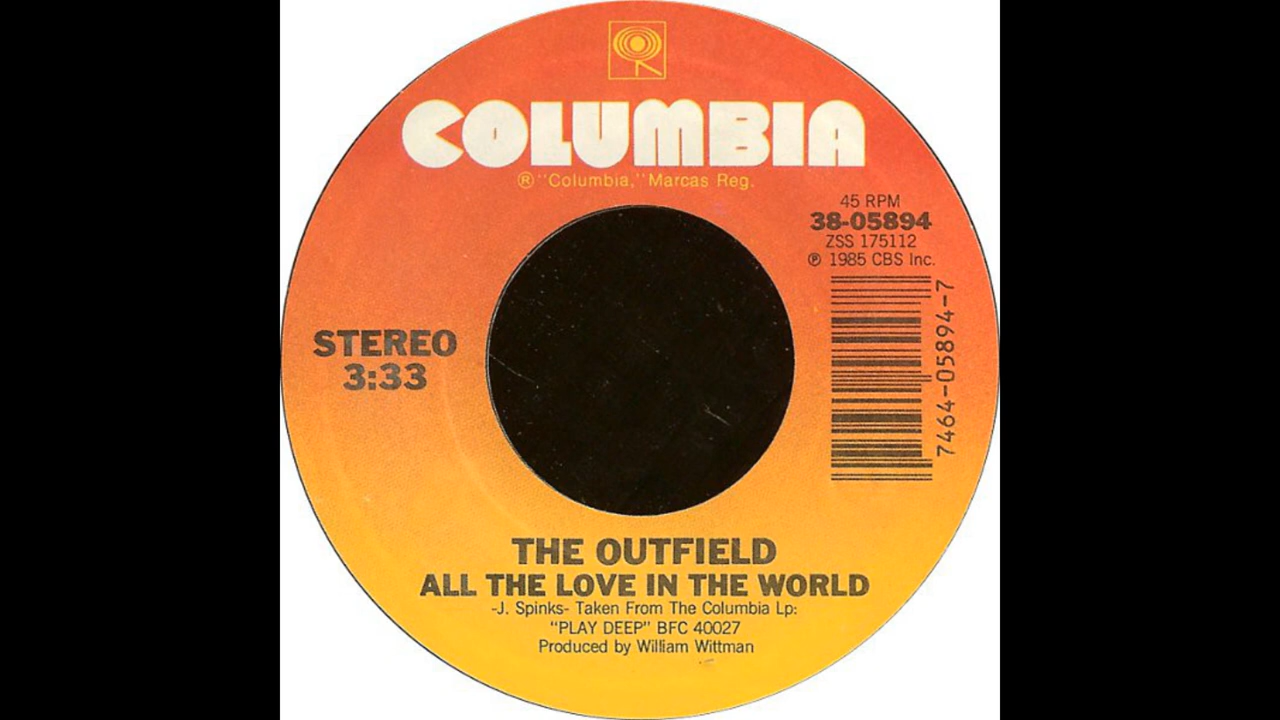 COLUMBIA
® "Columbia," Marcas Reg.
45 RPM
38-05894
ZSS 175112
℗ 1985 CBS Inc.
7464-05894-7
STEREO
3:33
THE OUTFIELD
ALL THE LOVE IN THE WORLD
-J. Spinks- Taken From The Columbia Lp:
"PLAY DEEP" BFC 40027
Produced by William Wittman